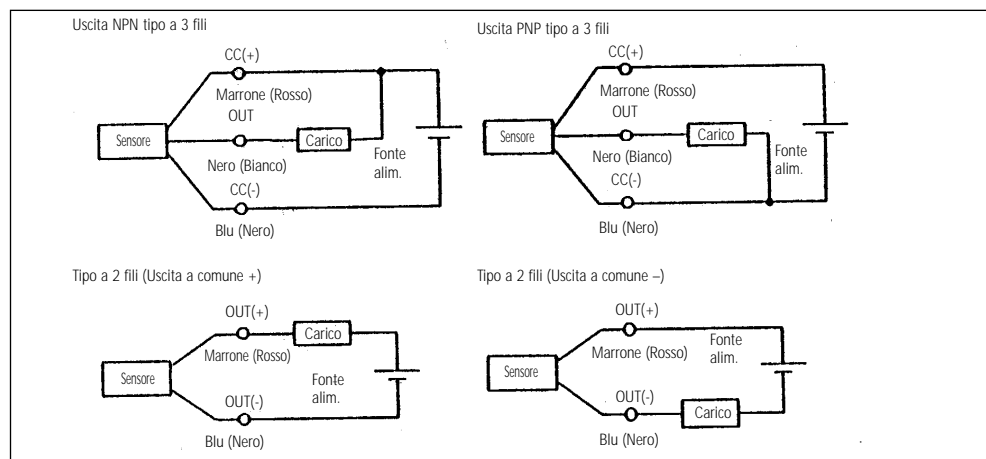 Uscita NPN tipo a 3 fili
CC(+)
Marrone (Rosso)
OUT
Sensore
Carico
Nero (Bianco)
Fonte
alim.
CC(-)
Blu (Nero)
Uscita PNP tipo a 3 fili
CC(+)
Marrone (Rosso)
OUT
Sensore
Carico
Nero (Bianco)
Fonte
alim.
CC(-)
Blu (Nero)
Tipo a 2 fili (Uscita a comune +)
OUT(+)
Carico
Marrone (Rosso)
Sensore
Fonte
alim.
OUT(-)
Blu (Nero)
Tipo a 2 fili (Uscita a comune –)
OUT(+)
Fonte
alim.
Marrone (Rosso)
Sensore
OUT(-)
Carico
Blu (Nero)